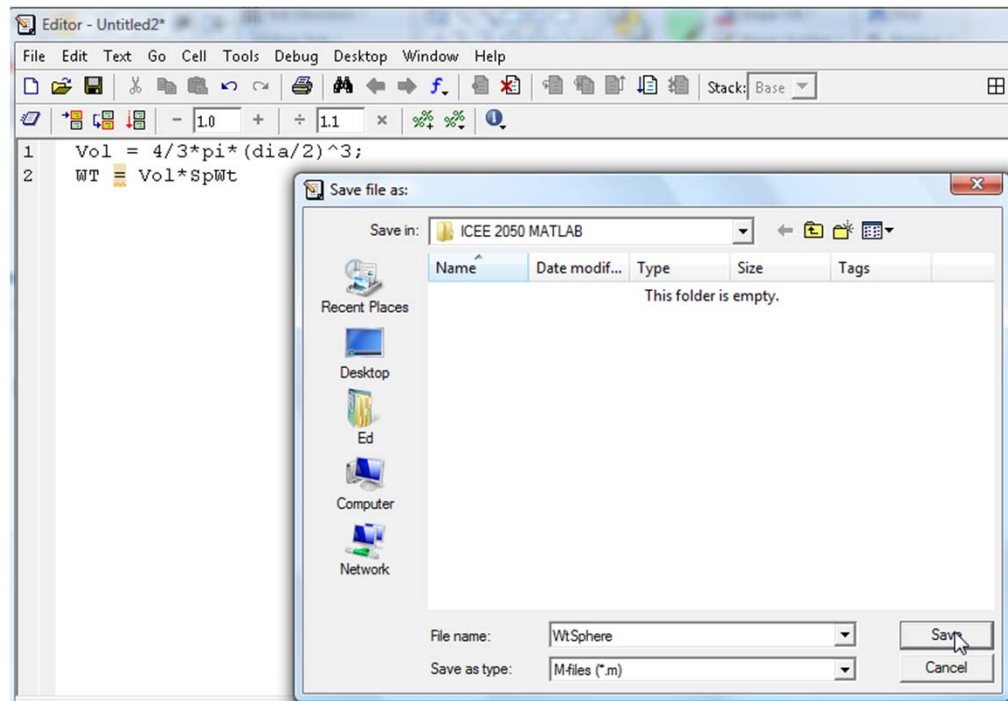 Editor - Untitled2*
File Edit Text Go Cell Tools Debug Desktop Window Help
Stack: Base
- 1.0 + ÷ 1.1 ×
1 Vol = 4/3*pi*(dia/2)^3;
2 WT = Vol*SpWt
Save file as:
Save in: ICEE 2050 MATLAB
Name Date modif... Type Size Tags
This folder is empty.
Recent Places
Desktop
Ed
Computer
Network
File name: WtSphere Save
Save as type: M-files (*.m) Cancel